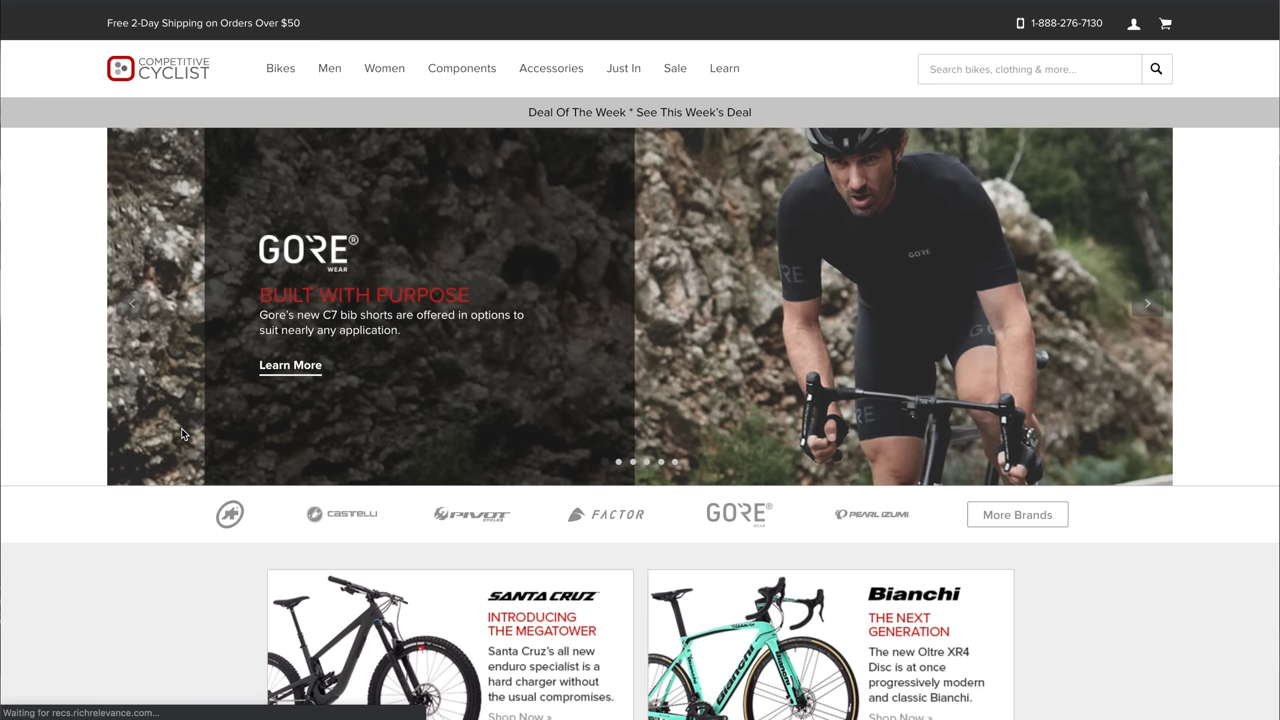 Free 2-Day Shipping on Orders Over $50
1-888-276-7130
COMPETITIVE
CYCLIST
Bikes Men Women Components Accessories Just In Sale Learn
Search bikes, clothing & more...
Deal Of The Week * See This Week's Deal
GORE®
WEAR
BUILT WITH PURPOSE
Gore's new C7 bib shorts are offered in options to
suit nearly any application.
Learn More
GORE
CASTELLI
PIVOT
CYCLES
FACTOR
GORE®
WEAR
PEARL IZUMI
More Brands
SANTA CRUZ
INTRODUCING
THE MEGATOWER
Santa Cruz's all new
enduro specialist is a
hard charger without
the usual compromises.
Shop Now »
Bianchi
Bianchi
THE NEXT
GENERATION
The new Oltre XR4
Disc is at once
progressively modern
and classic Bianchi.
Shop Now »
Waiting for recs.richrelevance.com...